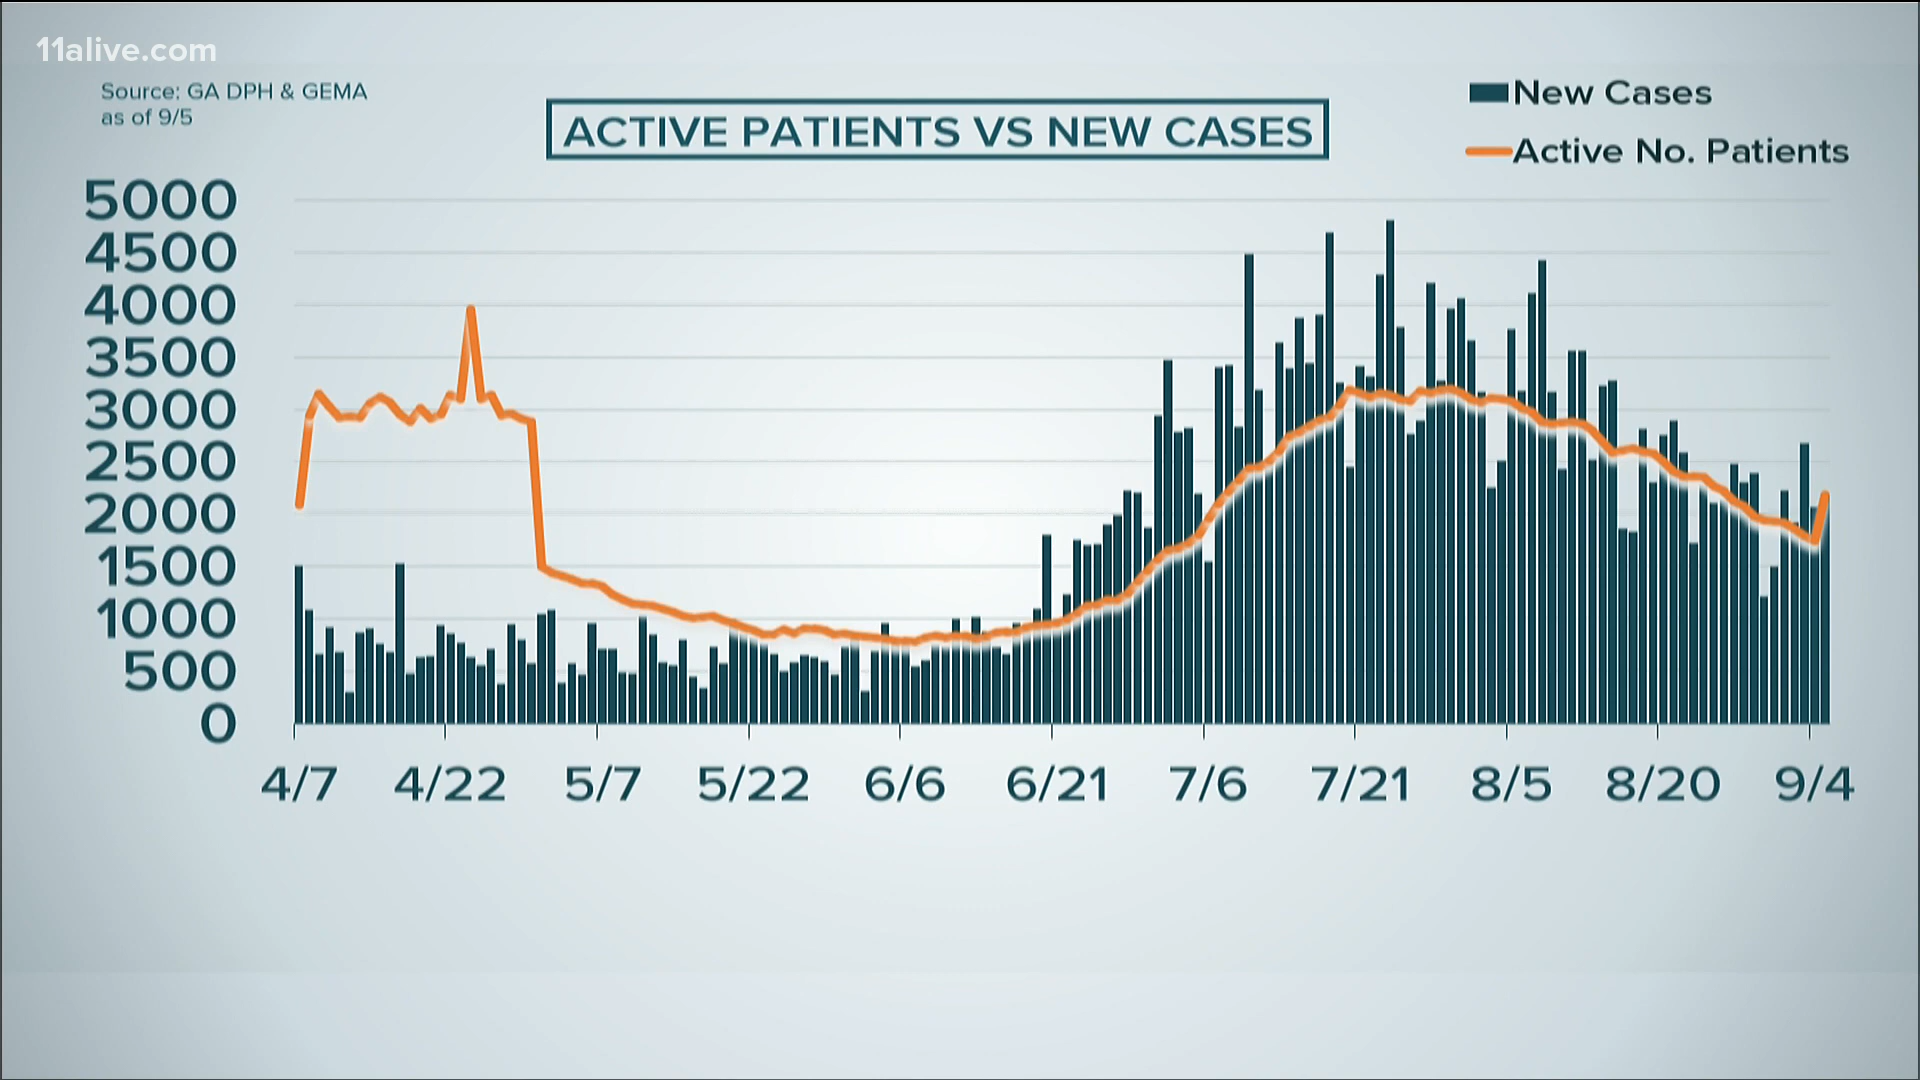 11alive.com
Source: GA DPH & GEMA
as of 9/5
ACTIVE PATIENTS VS NEW CASES
New Cases
Active No. Patients
5000
4500
4000
3500
3000
2500
2000
1500
1000
500
0
4/7 4/22 5/7 5/22 6/6 6/21 7/6 7/21 8/5 8/20 9/4